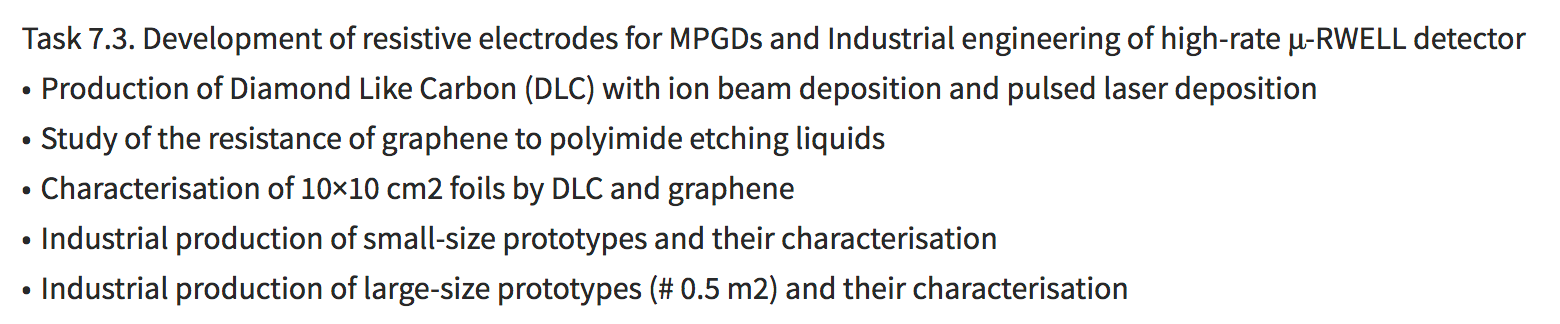 Task 7.3. Development of resistive electrodes for MPGDs and Industrial engineering of high-rate μ-RWELL detector
• Production of Diamond Like Carbon (DLC) with ion beam deposition and pulsed laser deposition
• Study of the resistance of graphene to polyimide etching liquids
• Characterisation of 10×10 cm2 foils by DLC and graphene
• Industrial production of small-size prototypes and their characterisation
• Industrial production of large-size prototypes (# 0.5 m2) and their characterisation